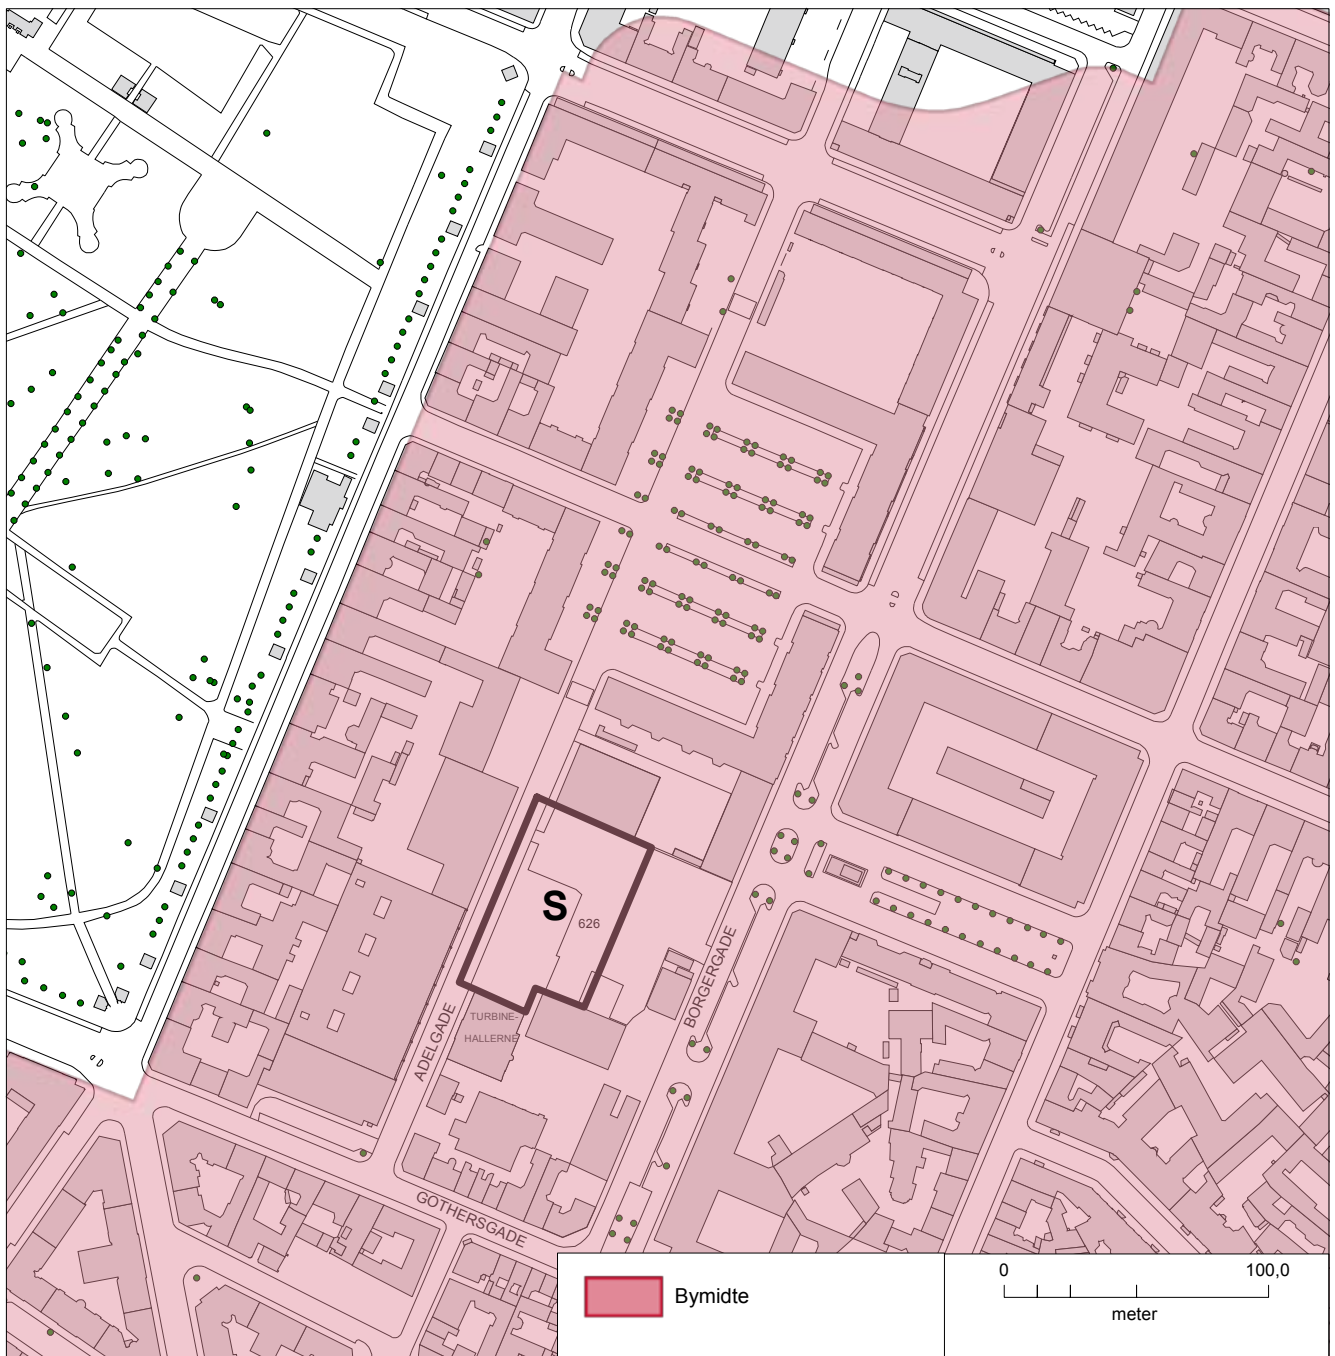 S
626
TURBINE-
HALLERNE
ADELGADE
BORGERGADE
GOTHERSGADE
Bymidte
0 100,0
meter